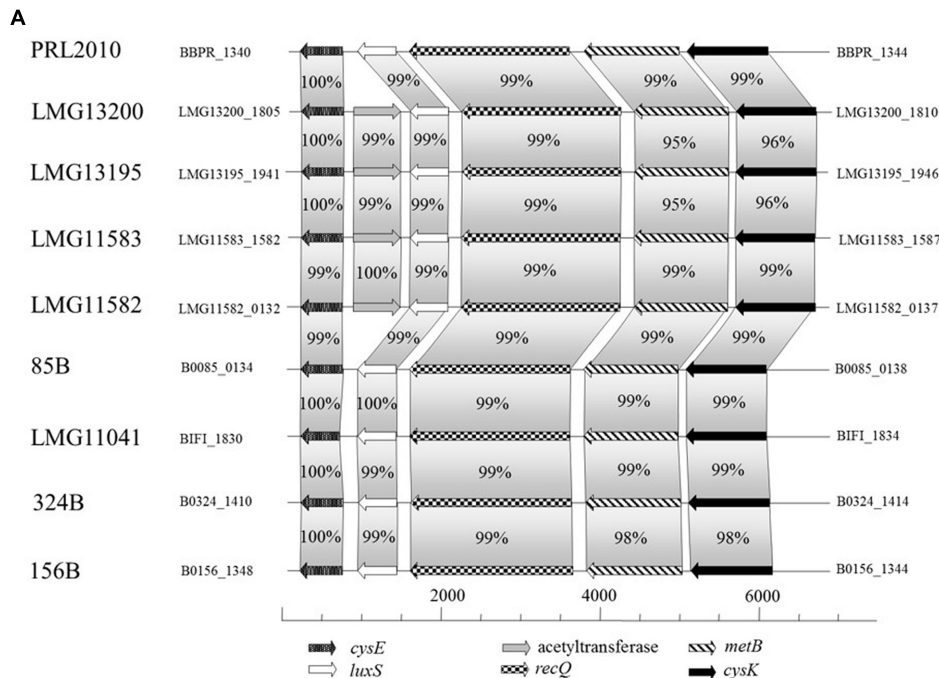 A
PRL2010 BBPR_1340 BBPR_1344
100% 99% 99% 99% 99%
LMG13200 LMG13200_1805 LMG13200_1810
100% 99% 99% 99% 95% 96%
LMG13195 LMG13195_1941 LMG13195_1946
100% 99% 99% 99% 95% 96%
LMG11583 LMG11583_1582 LMG11583_1587
99% 100% 99% 99% 99% 99%
LMG11582 LMG11582_0132 LMG11582_0137
99% 99% 99% 99% 99%
85B B0085_0134 B0085_0138
100% 100% 99% 99% 99%
LMG11041 BIFI_1830 BIFI_1834
100% 99% 99% 99% 99%
324B B0324_1410 B0324_1414
100% 99% 99% 98% 98%
156B B0156_1348 B0156_1344
2000 4000 6000
cysE acetyltransferase metB
luxS recQ cysK